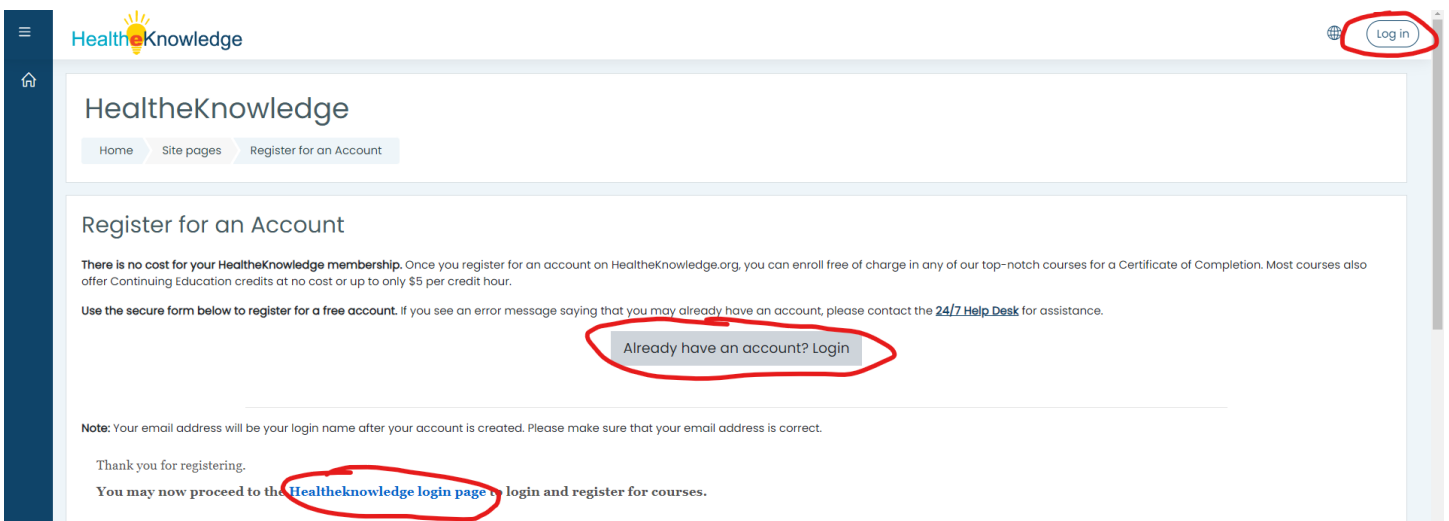 HealtheKnowledge
Log in
HealtheKnowledge
Home Site pages Register for an Account
Register for an Account
There is no cost for your HealtheKnowledge membership. Once you register for an account on HealtheKnowledge.org, you can enroll free of charge in any of our top-notch courses for a Certificate of Completion. Most courses also
offer Continuing Education credits at no cost or up to only $5 per credit hour.
Use the secure form below to register for a free account. If you see an error message saying that you may already have an account, please contact the 24/7 Help Desk for assistance.
Already have an account? Login
Note: Your email address will be your login name after your account is created. Please make sure that your email address is correct.
Thank you for registering.
You may now proceed to the Healtheknowledge login page to login and register for courses.